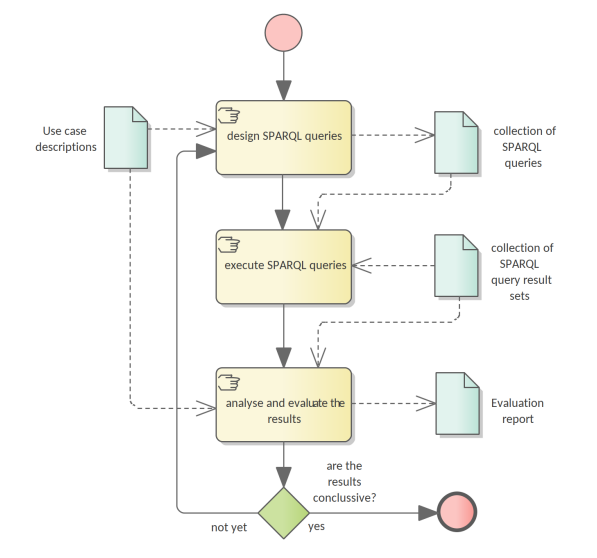 design SPARQL queries
Use case
descriptions
collection of
SPARQL
queries
execute SPARQL queries
collection of
SPARQL
query result
sets
analyse and evaluate the
results
Evaluation
report
are the
results
conclussive?
not yet
yes